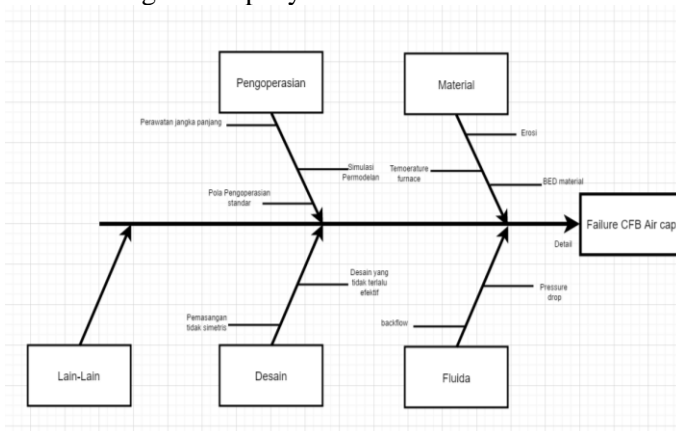 Pengoperasian
Material
Perawatan jangka panjang
Erosi
Simulasi
Permodelan
Temoerature
furnace
BED material
Pola Pengoperasian
standar
Failure CFB Air cap
Detail
Desain yang
tidak terlalu
efektif
Pressure
drop
Pemasangan
tidak simetris
backflow
Lain-Lain
Desain
Fluida